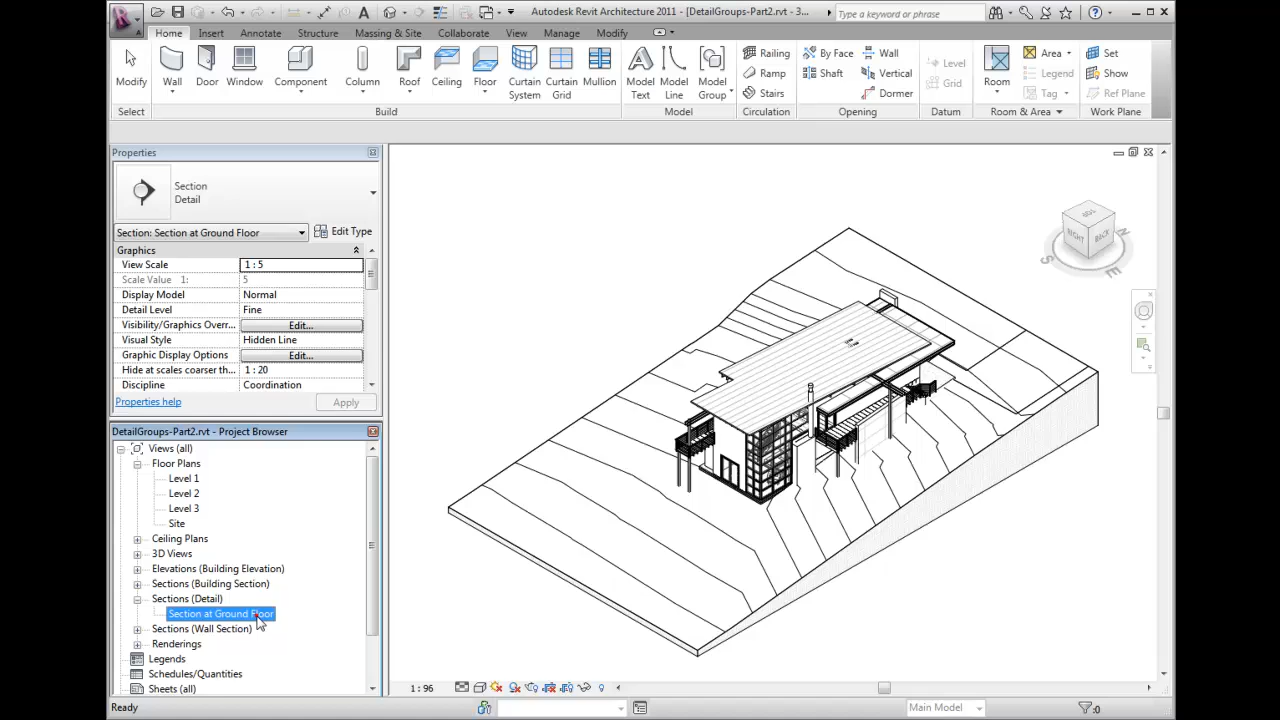 Autodesk Revit Architecture 2011 - [DetailGroups-Part2.rvt - 3...
Type a keyword or phrase
Home Insert Annotate Structure Massing & Site Collaborate View Manage Modify
Modify Wall Door Window Component Column Roof Ceiling Floor Curtain System Curtain Grid Mullion
Model Text Model Line Model Group
Railing
Ramp
Stairs
By Face Wall
Shaft Vertical
Dormer
Level
Grid
Room
Area
Legend
Tag
Set
Show
Ref Plane
Select Build Model Circulation Opening Datum Room & Area Work Plane
Properties
Section
Detail
Section: Section at Ground Floor Edit Type
Graphics
View Scale 1 : 5
Scale Value 1: 5
Display Model Normal
Detail Level Fine
Visibility/Graphics Overr... Edit...
Visual Style Hidden Line
Graphic Display Options Edit...
Hide at scales coarser th... 1 : 20
Discipline Coordination
Properties help Apply
DetailGroups-Part2.rvt - Project Browser
Views (all)
Floor Plans
Level 1
Level 2
Level 3
Site
Ceiling Plans
3D Views
Elevations (Building Elevation)
Sections (Building Section)
Sections (Detail)
Section at Ground Floor
Sections (Wall Section)
Renderings
Legends
Schedules/Quantities
Sheets (all)
TOP
RIGHT BACK
N
S
E
1 : 96
Ready
Main Model
:0